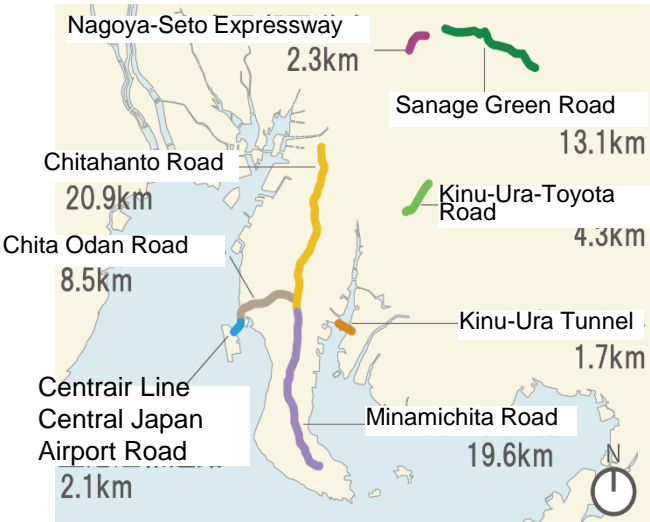 Nagoya-Seto Expressway
2.3km
Sanage Green Road
13.1km
Chitahanto Road
20.9km
Kinu-Ura-Toyota
Road
4.3km
Chita Odan Road
8.5km
Kinu-Ura Tunnel
1.7km
Centrair Line
Central Japan
Airport Road
2.1km
Minamichita Road
19.6km
N